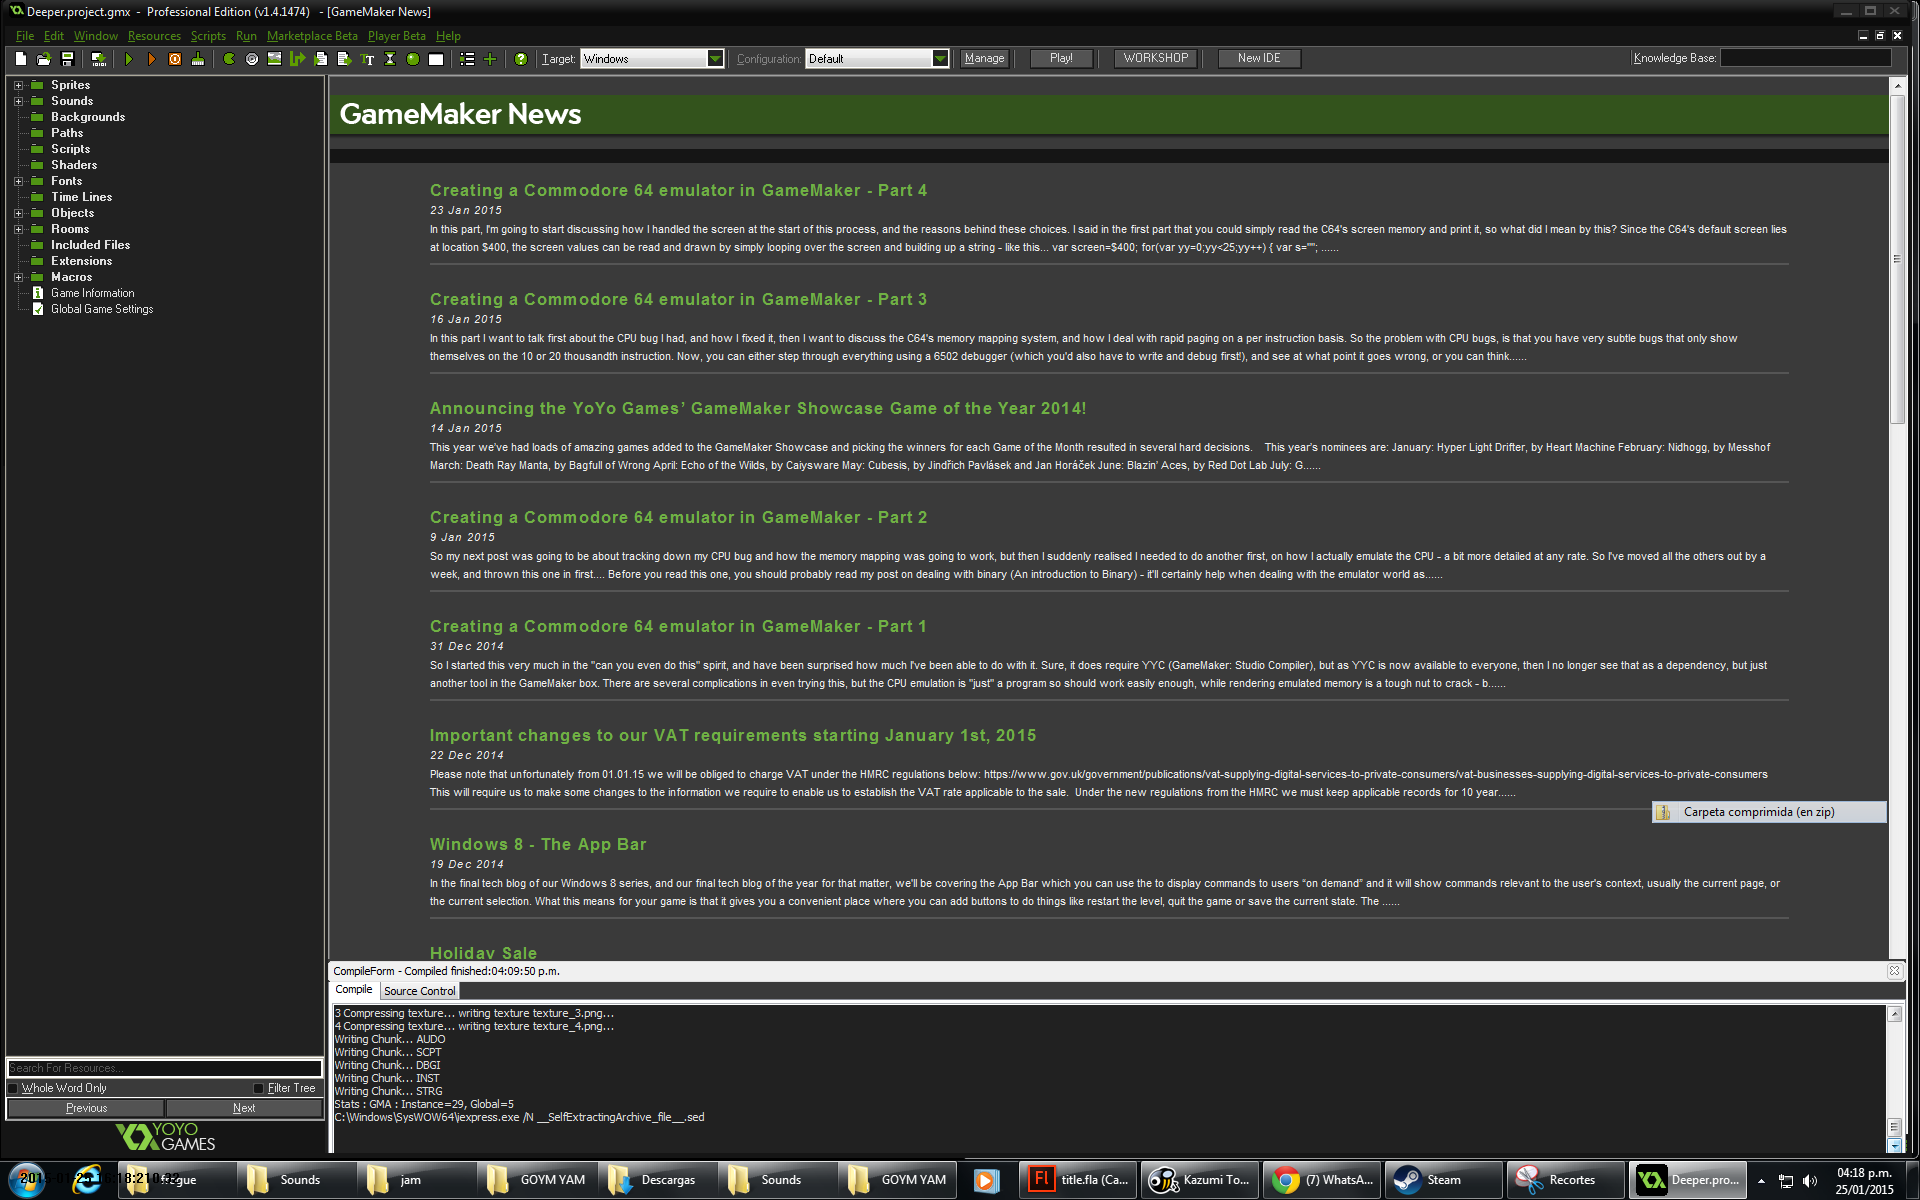 Deeper.project.gmx - Professional Edition (v1.4.1474) - [GameMaker News]
File Edit Window Resources Scripts Run Marketplace Beta Player Beta Help
Target: Windows Configuration: Default Manage Play! WORKSHOP New IDE Knowledge Base:
Sprites
Sounds
Backgrounds
Paths
Scripts
Shaders
Fonts
Time Lines
Objects
Rooms
Included Files
Extensions
Macros
Game Information
Global Game Settings
GameMaker News
Creating a Commodore 64 emulator in GameMaker - Part 4
23 Jan 2015
In this part, I'm going to start discussing how I handled the screen at the start of this process, and the reasons behind these choices. I said in the first part that you could simply read the C64's screen memory and print it, so what did I mean by this? Since the C64's default screen lies
at location $400, the screen values can be read and drawn by simply looping over the screen and building up a string - like this... var screen=$400; for(var yy=0;yy<25;yy++) { var s=""; ......
Creating a Commodore 64 emulator in GameMaker - Part 3
16 Jan 2015
In this part I want to talk first about the CPU bug I had, and how I fixed it, then I want to discuss the C64's memory mapping system, and how I deal with rapid paging on a per instruction basis. So the problem with CPU bugs, is that you have very subtle bugs that only show
themselves on the 10 or 20 thousandth instruction. Now, you can either step through everything using a 6502 debugger (which you'd also have to write and debug first!), and see at what point it goes wrong, or you can think......
Announcing the YoYo Games’ GameMaker Showcase Game of the Year 2014!
14 Jan 2015
This year we've had loads of amazing games added to the GameMaker Showcase and picking the winners for each Game of the Month resulted in several hard decisions. This year's nominees are: January: Hyper Light Drifter, by Heart Machine February: Nidhogg, by Messhof
March: Death Ray Manta, by Bagfull of Wrong April: Echo of the Wilds, by Caiysware May: Cubesis, by Jindřich Pavlásek and Jan Horáček June: Blazin' Aces, by Red Dot Lab July: G......
Creating a Commodore 64 emulator in GameMaker - Part 2
9 Jan 2015
So my next post was going to be about tracking down my CPU bug and how the memory mapping was going to work, but then I suddenly realised I needed to do another first, on how I actually emulate the CPU - a bit more detailed at any rate. So I've moved all the others out by a
week, and thrown this one in first.... Before you read this one, you should probably read my post on dealing with binary (An introduction to Binary) - it'll certainly help when dealing with the emulator world as......
Creating a Commodore 64 emulator in GameMaker - Part 1
31 Dec 2014
So I started this very much in the "can you even do this" spirit, and have been surprised how much I've been able to do with it. Sure, it does require YYC (GameMaker: Studio Compiler), but as YYC is now available to everyone, then I no longer see that as a dependency, but just
another tool in the GameMaker box. There are several complications in even trying this, but the CPU emulation is "just" a program so should work easily enough, while rendering emulated memory is a tough nut to crack - b......
Important changes to our VAT requirements starting January 1st, 2015
22 Dec 2014
Please note that unfortunately from 01.01.15 we will be obliged to charge VAT under the HMRC regulations below: https://www.gov.uk/government/publications/vat-supplying-digital-services-to-private-consumers/vat-businesses-supplying-digital-services-to-private-consumers
This will require us to make some changes to the information we require to enable us to establish the VAT rate applicable to the sale. Under the new regulations from the HMRC we must keep applicable records for 10 year......
Carpeta comprimida (en zip)
Windows 8 - The App Bar
19 Dec 2014
In the final tech blog of our Windows 8 series, and our final tech blog of the year for that matter, we'll be covering the App Bar which you can use the to display commands to users “on demand” and it will show commands relevant to the user's context, usually the current page, or
the current selection. What this means for your game is that it gives you a convenient place where you can add buttons to do things like restart the level, quit the game or save the current state. The ......
Holiday Sale
CompileForm - Compiled finished:04:09:50 p.m.
Compile Source Control
3 Compressing texture... writing texture texture_3.png...
4 Compressing texture... writing texture texture_4.png...
Writing Chunk... AUDO
Writing Chunk... SCPT
Writing Chunk... DBGI
Writing Chunk... INST
Writing Chunk... STRG
Stats : GMA : Instance=29, Global=5
C:\Windows\SysWOW64\iexpress.exe /N __SelfExtractingArchive_file__.sed
Search For Resources...
Whole Word Only Filter Tree
Previous Next
YOYO GAMES
Sounds jam GOYM YAM Descargas Sounds GOYM YAM title.fla (Ca... Kazumi To... (7) WhatsA... Steam Recortes Deeper.pro...
04:18 p.m.
25/01/2015